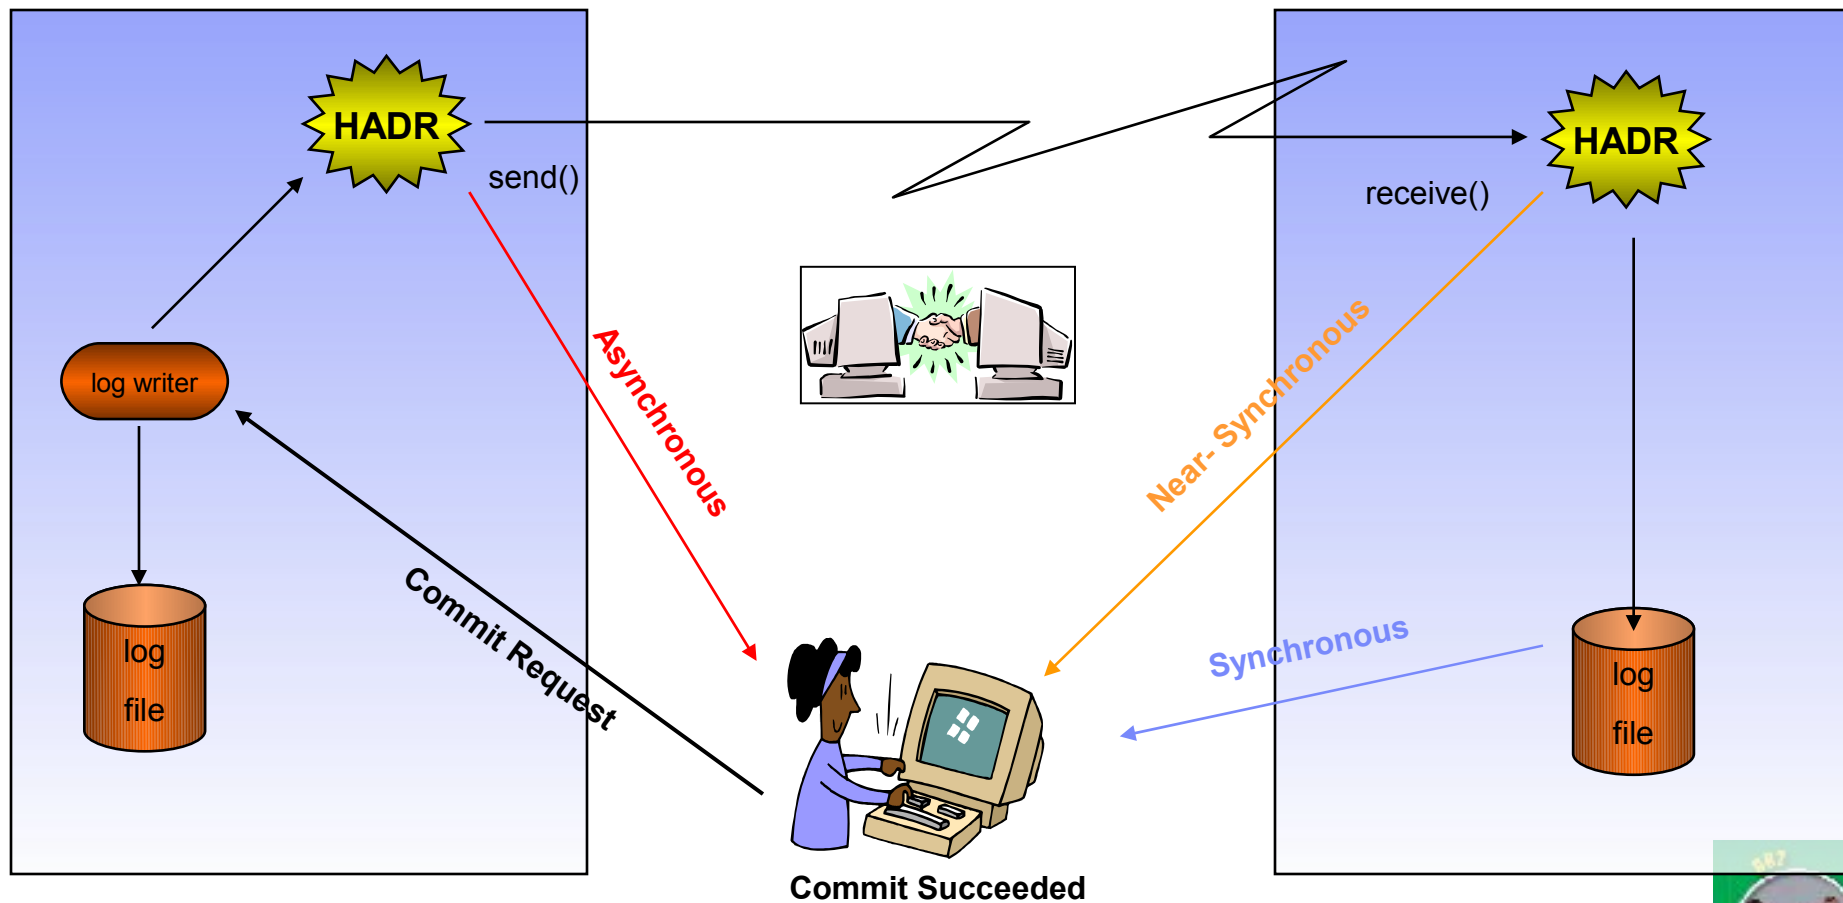 HADR
HADR
send()
receive()
Asynchronous
Near- Synchronous
log writer
Commit Request
Synchronous
log
file
log
file
Commit Succeeded